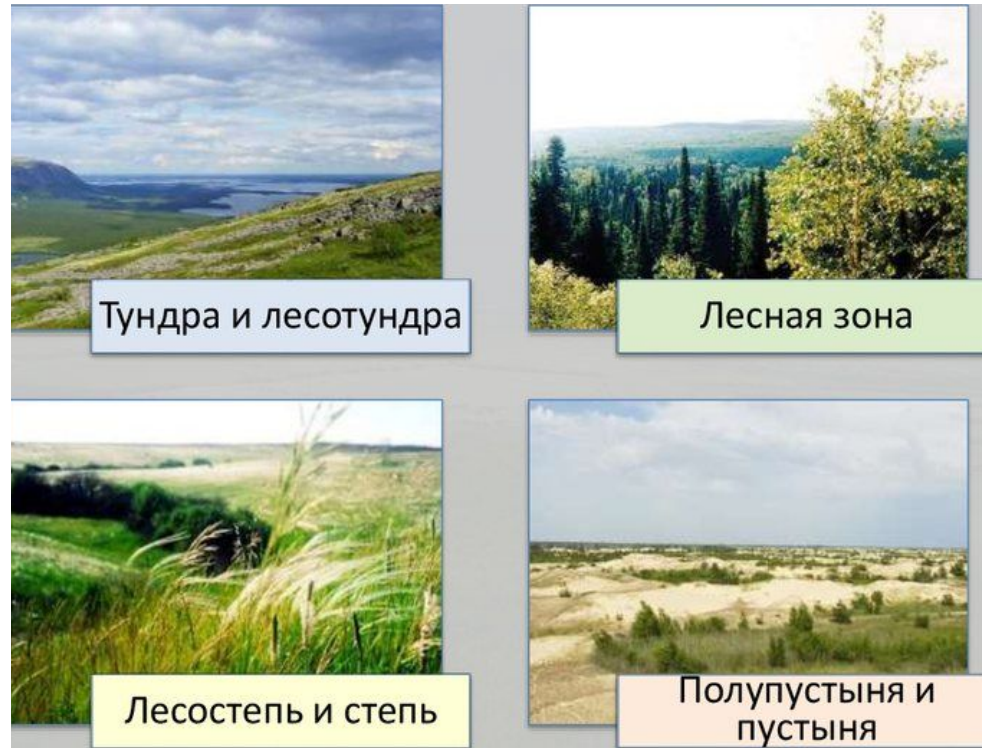 Тундра и лесотундра
Лесная зона
Лесостепь и степь
Полупустыня и
пустыня